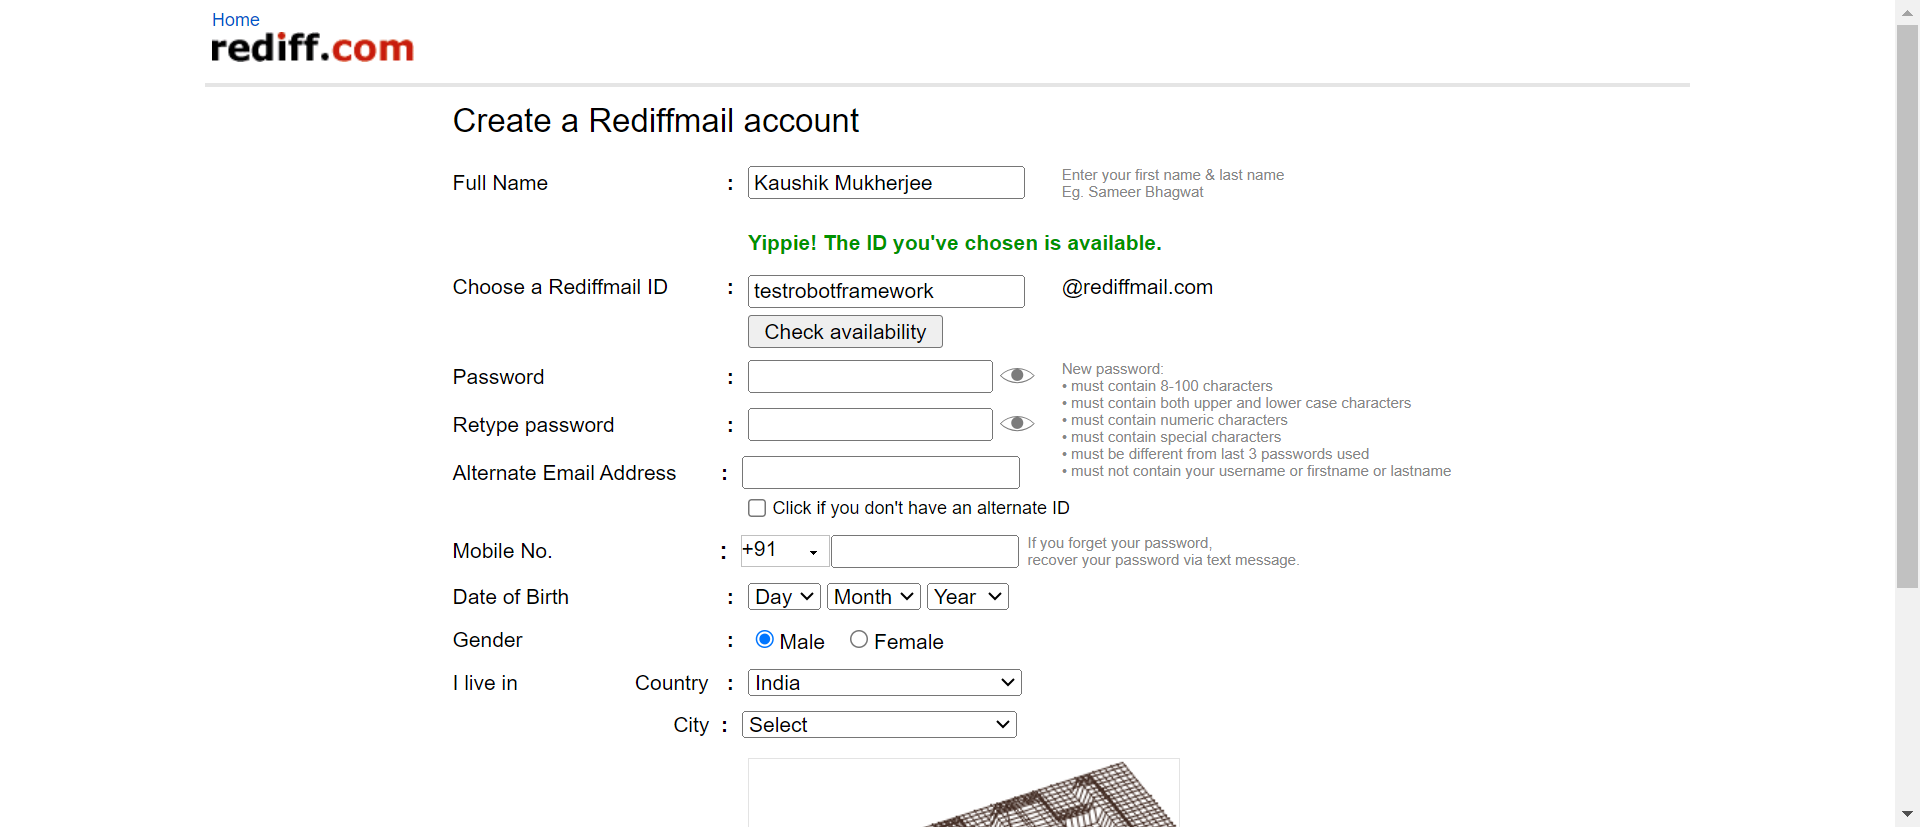 Home
rediff.com
Create a Rediffmail account
Full Name : Kaushik Mukherjee
Enter your first name & last name
Eg. Sameer Bhagwat
Yippie! The ID you've chosen is available.
Choose a Rediffmail ID : testrobotframework @rediffmail.com
Check availability
Password :
Retype password :
New password:
• must contain 8-100 characters
• must contain both upper and lower case characters
• must contain numeric characters
• must contain special characters
• must be different from last 3 passwords used
• must not contain your username or firstname or lastname
Alternate Email Address :
Click if you don't have an alternate ID
Mobile No. : +91
If you forget your password,
recover your password via text message.
Date of Birth : Day Month Year
Gender : Male Female
I live in Country : India
City : Select